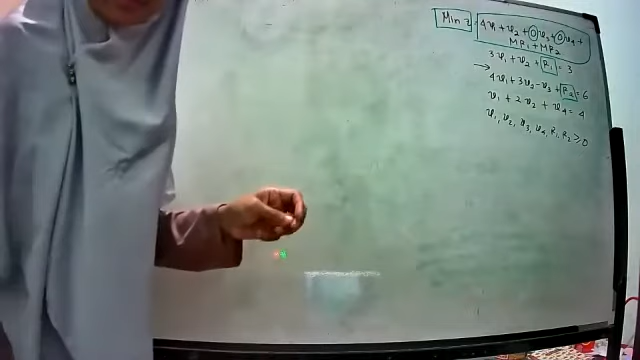 Min z = 4x₁ + x₂ + 0x₃ + 0x₄ +
MR₁ + MR₂
3x₁ + x₂ + R₁ = 3
→ 4x₁ + 3x₂ - x₃ + R₂ = 6
x₁ + 2x₂ + x₄ = 4
x₁, x₂, x₃, x₄, R₁, R₂ ≥ 0